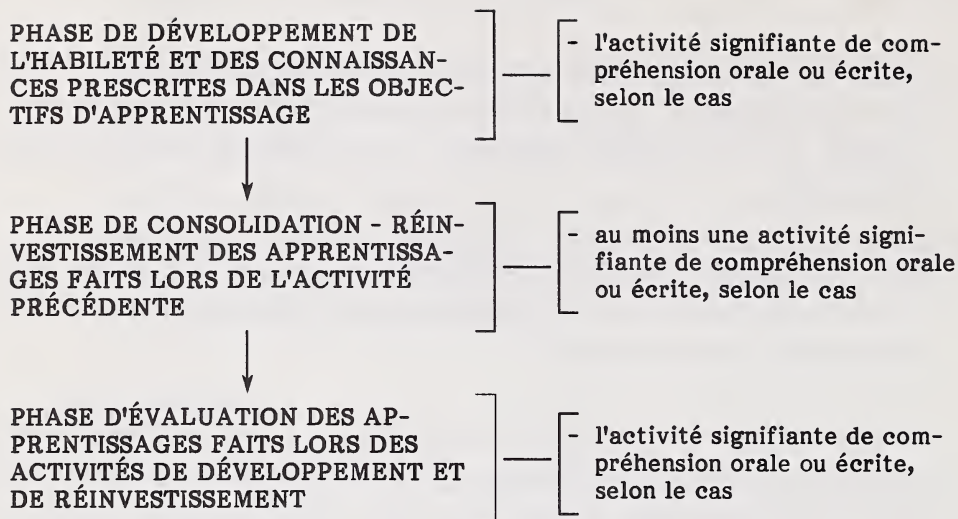 PHASE DE DÉVELOPPEMENT DE
L'HABILETÉ ET DES CONNAISSAN-
CES PRESCRITES DANS LES OBJEC-
TIFS D'APPRENTISSAGE
- l'activité signifiante de com-
préhension orale ou écrite,
selon le cas
PHASE DE CONSOLIDATION - RÉIN-
VESTISSEMENT DES APPRENTISSA-
GES FAITS LORS DE L'ACTIVITÉ
PRÉCÉDENTE
- au moins une activité signi-
fiante de compréhension orale
ou écrite, selon le cas
PHASE D'ÉVALUATION DES AP-
PRENTISSAGES FAITS LORS DES
ACTIVITÉS DE DÉVELOPPEMENT ET
DE RÉINVESTISSEMENT
- l'activité signifiante de com-
préhension orale ou écrite,
selon le cas